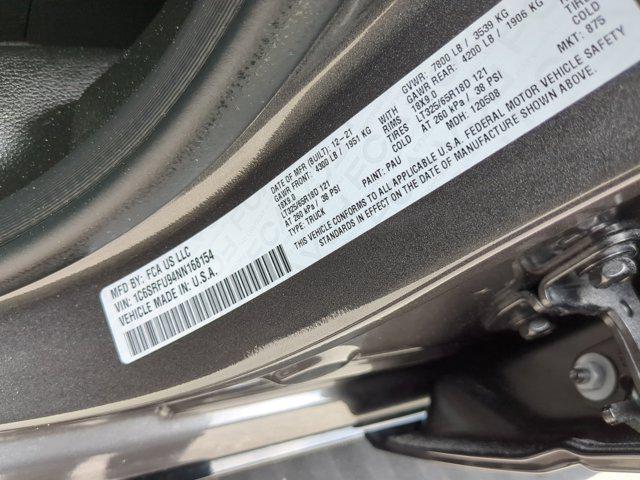 MFD BY: FCA US LLC
VIN: 1C6SRFU94NN168154
VEHICLE MADE IN: U.S.A.
DATE OF MFR (BUILT): 12-21
GAWR FRONT: 4300 LB / 1951 KG
18X9.0
LT325/65R18D 121
AT 260 kPa / 38 PSI
TYPE: TRUCK
GVWR: 7800 LB / 3539 KG
GAWR REAR: 4200 LB / 1906 KG
WITH 18X9.0
TIRES LT325/65R18D 121
RIMS
COLD AT 260 kPa / 38 PSI
TIRES
COLD
PAINT: PAU
MDH: 120508
MKT: 875
THIS VEHICLE CONFORMS TO ALL APPLICABLE U.S.A. FEDERAL MOTOR VEHICLE SAFETY
STANDARDS IN EFFECT ON THE DATE OF MANUFACTURE SHOWN ABOVE.